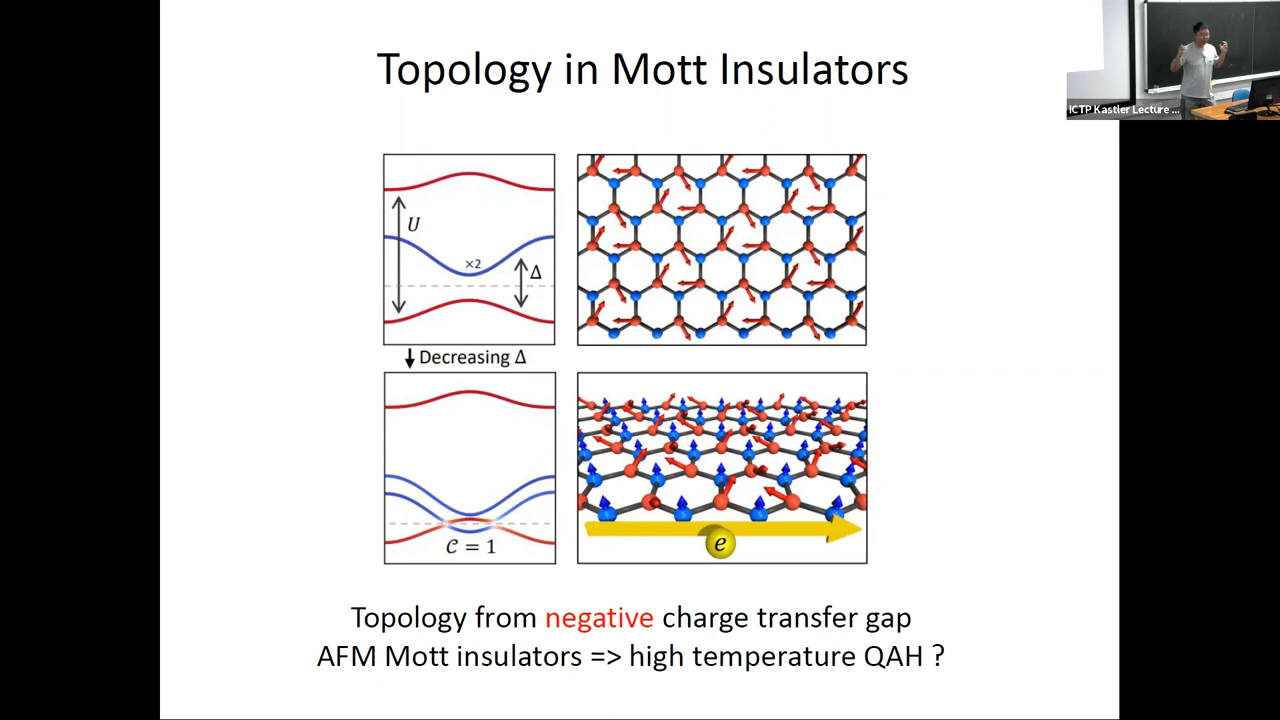 Topology in Mott Insulators
ICTP Kastler Lecture ...
U
×2
Δ
↓ Decreasing Δ
C = 1
e
Topology from negative charge transfer gap
AFM Mott insulators => high temperature QAH ?